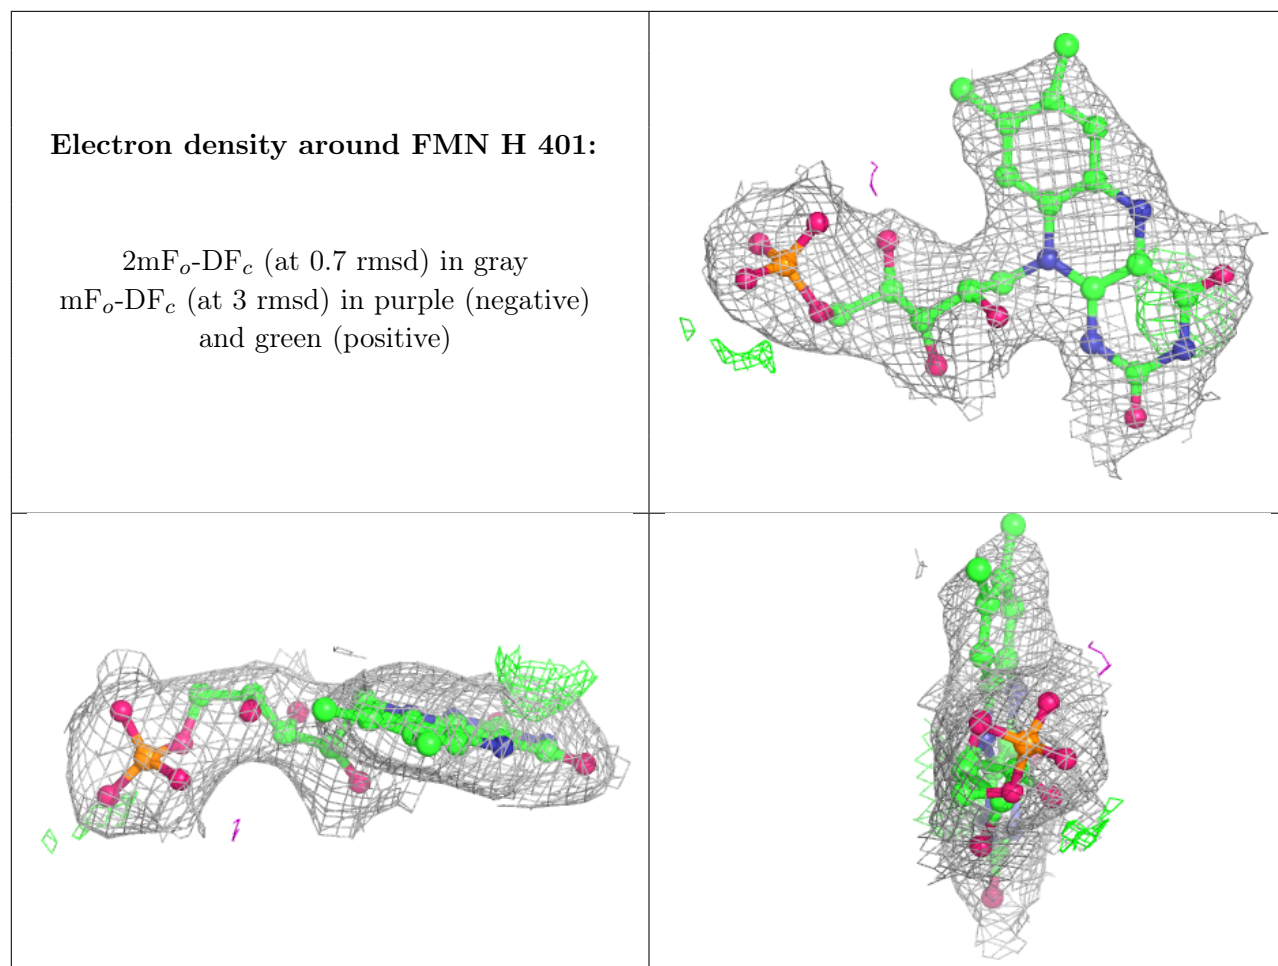 Electron density around FMN H 401:
2mFo-DFc (at 0.7 rmsd) in gray
mFo-DFc (at 3 rmsd) in purple (negative)
and green (positive)